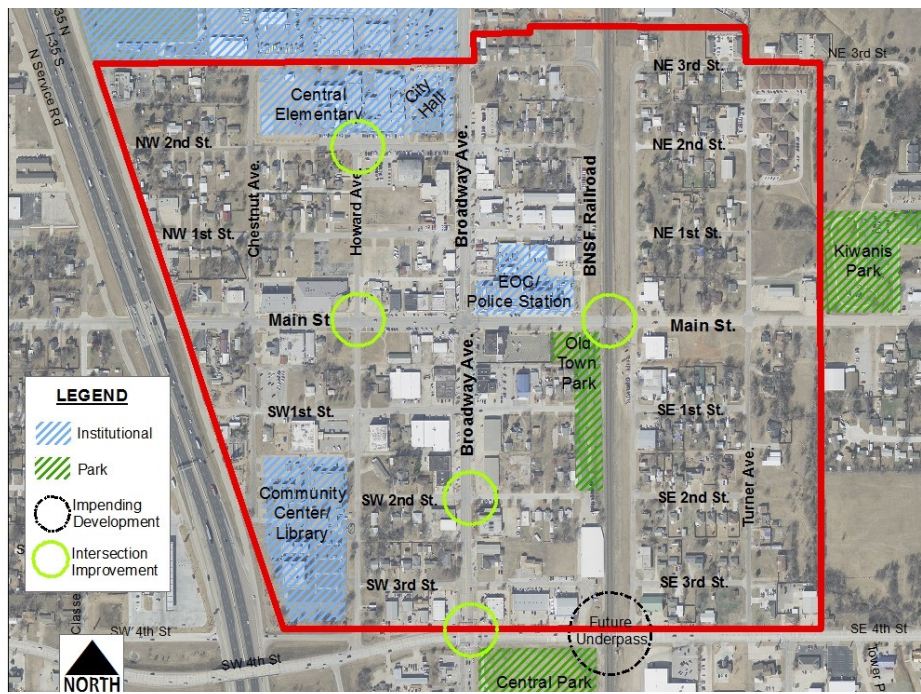 I-35 N
I-35 S
N Service Rd
NE 3rd St
NE 3rd St.
Central
Elementary
City
Hall
NW 2nd St.
NE 2nd St.
Chestnut Ave.
Howard Ave.
Broadway Ave.
BNSF Railroad
NW 1st St.
NE 1st St.
Kiwanis
Park
EOC/
Police Station
Main St.
Main St.
Old
Town
Park
LEGEND
Institutional
Park
Impending
Development
Intersection
Improvement
SW1st St.
Broadway Ave.
SE 1st St.
Community
Center/
Library
SW 2nd St.
SE 2nd St.
Turner Ave.
SW 3rd St.
SE 3rd St.
S
Classe
SW 4th St
Future
Underpass
SE 4th St
SW 4th St
Central Park
Tower P
NORTH